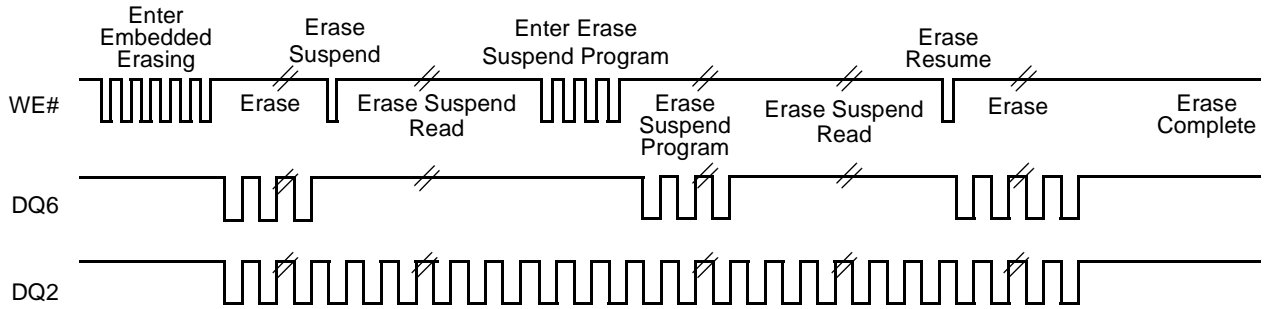 Enter
Embedded
Erasing
Erase
Suspend
Enter Erase
Suspend Program
Erase
Resume
WE#
Erase
Erase Suspend
Read
Erase
Suspend
Program
Erase Suspend
Read
Erase
Erase
Complete
DQ6
DQ2